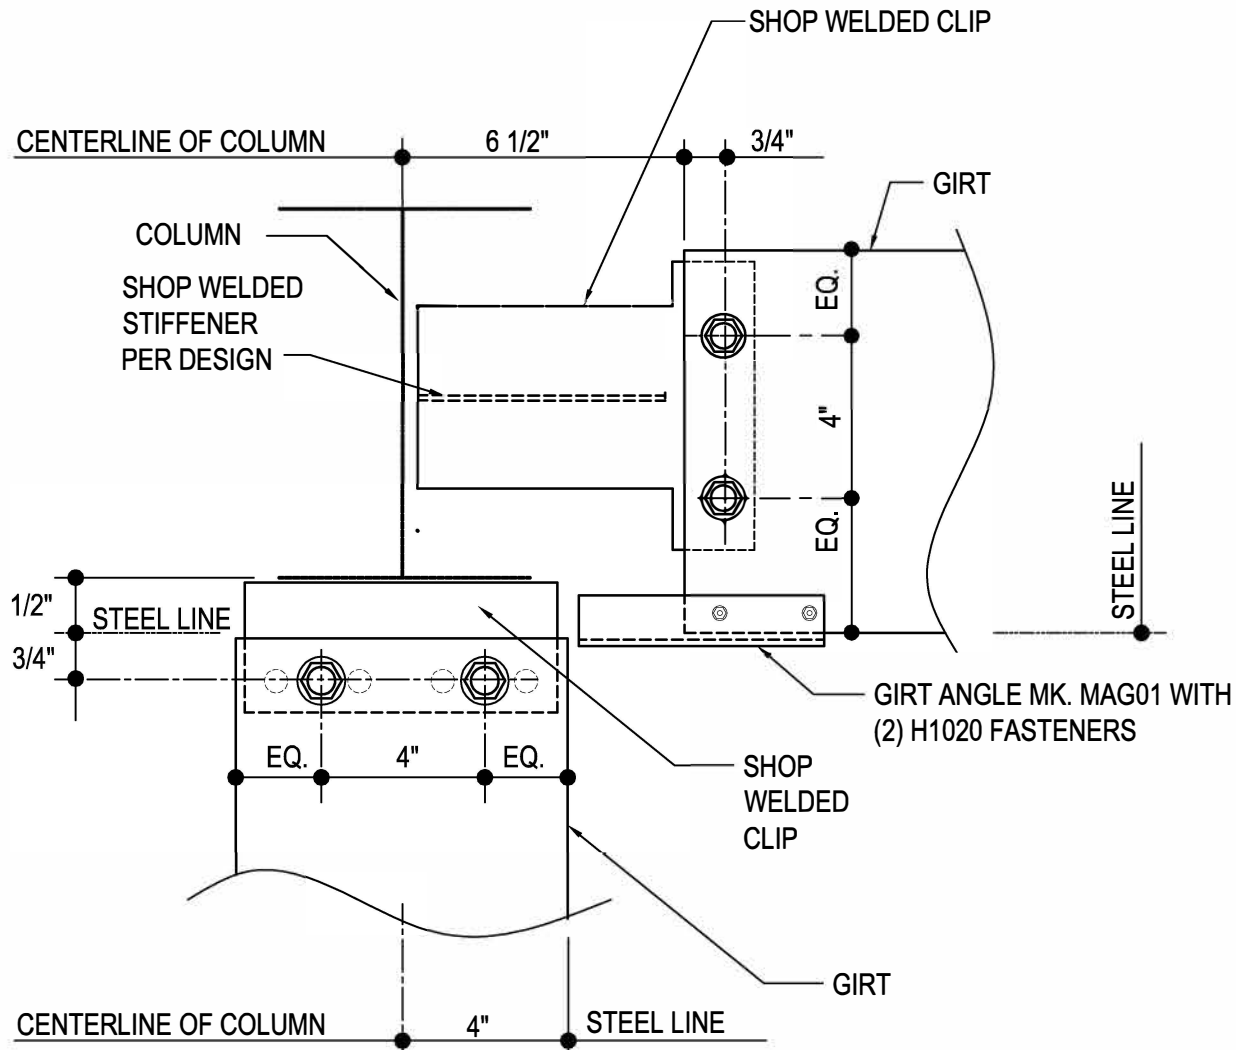 SHOP WELDED CLIP
CENTERLINE OF COLUMN
6 1/2"
3/4"
GIRT
COLUMN
SHOP WELDED
STIFFENER
PER DESIGN
EQ.
4"
EQ.
STEEL LINE
1/2"
STEEL LINE
3/4"
GIRT ANGLE MK. MAG01 WITH
(2) H1020 FASTENERS
EQ.
4"
EQ.
SHOP
WELDED
CLIP
GIRT
CENTERLINE OF COLUMN
4"
STEEL LINE